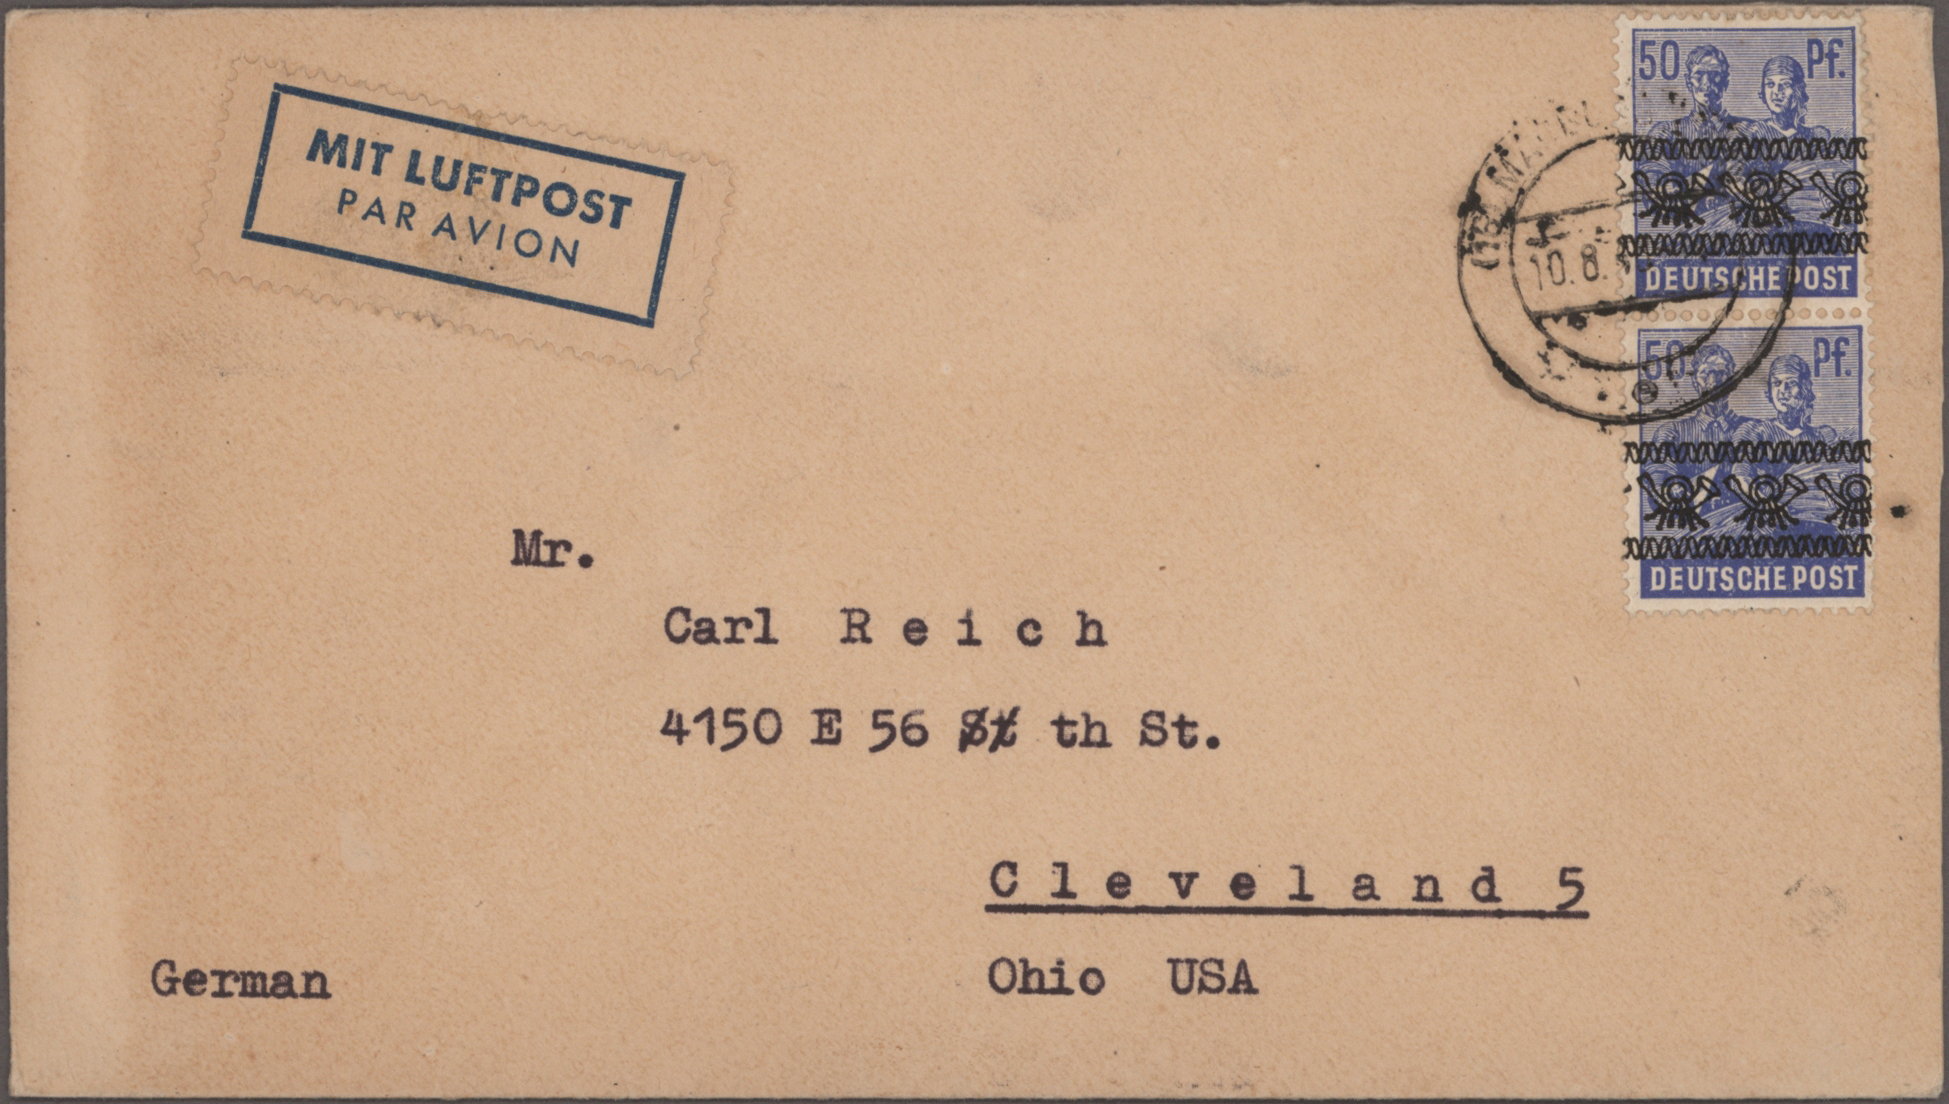 MIT LUFTPOST
PAR AVION
50 Pf.
DEUTSCHE POST
10.8.
50 Pf.
DEUTSCHE POST
Mr.
Carl Reich
4150 E 56 St th St.
Cleveland 5
Ohio USA
German